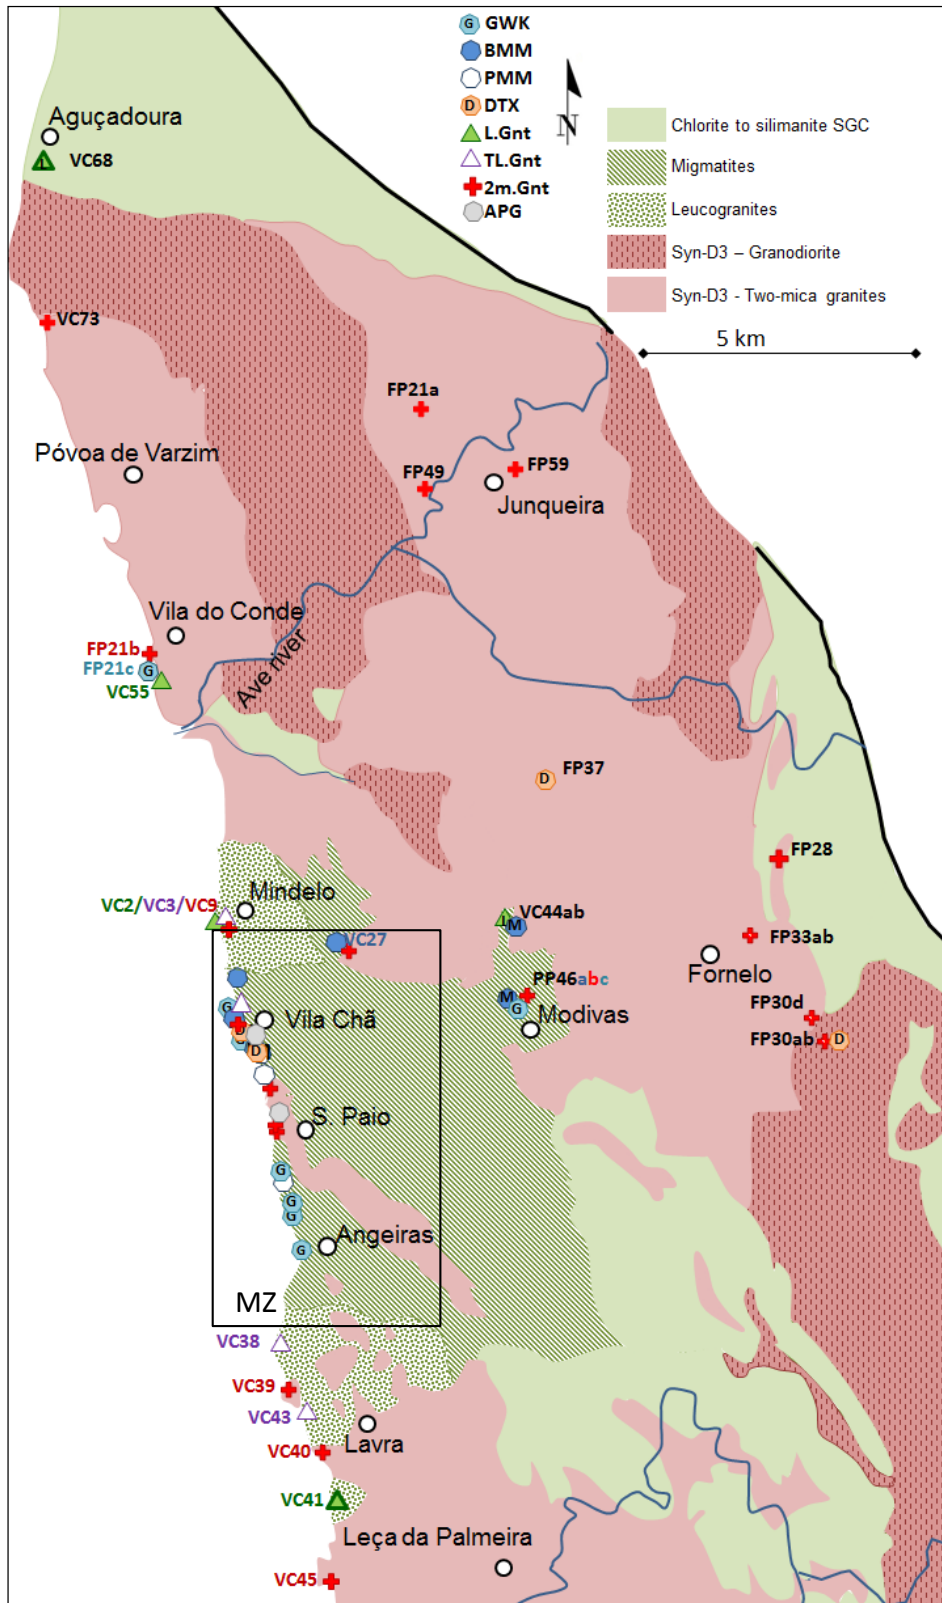 G GWK
BMM
PMM
D DTX
L.Gnt
TL.Gnt
2m.Gnt
APG
N
Chlorite to silimanite SGC
Migmatites
Leucogranites
Syn-D3 – Granodiorite
Syn-D3 - Two-mica granites
5 km
Aguçadoura
L VC68
VC73
FP21a
Póvoa de Varzim
FP49
FP59
Junqueira
Vila do Conde
FP21b
FP21c G
VC55
Ave river
D FP37
FP28
Mindelo
VC2/VC3/VC9
L M VC44ab
VC27
FP33ab
Fornelo
PP46abc
M G
Modivas
FP30d
FP30ab D
G
Vila Chã
D
G
D
S. Paio
G
G
G
Angeiras
G
MZ
VC38
VC39
VC43
Lavra
VC40
VC41 L
Leça da Palmeira
VC45